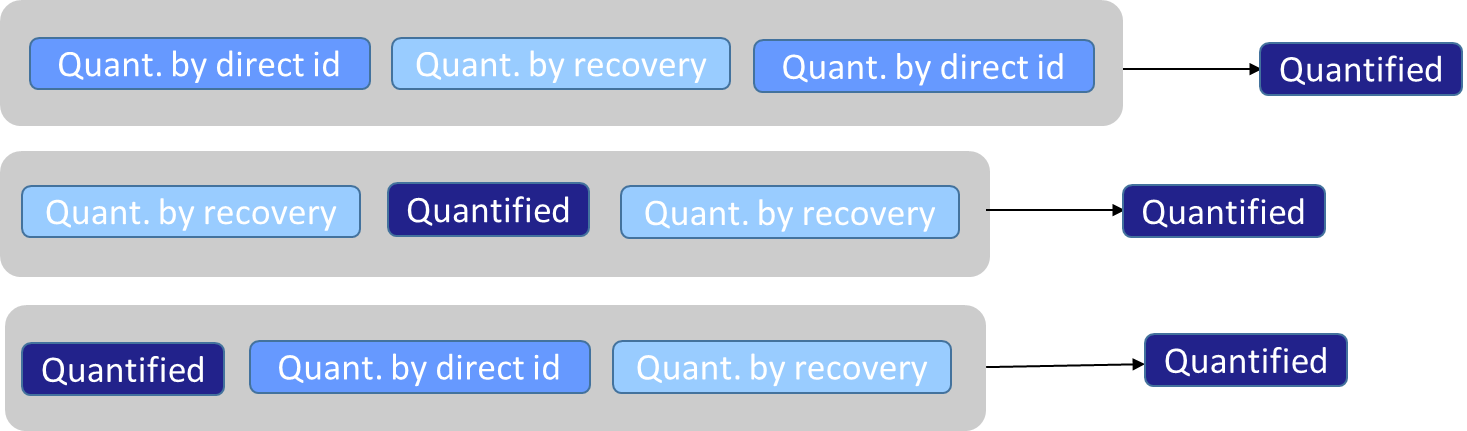 Quant. by direct id Quant. by recovery Quant. by direct id Quantified
Quant. by recovery Quantified Quant. by recovery Quantified
Quantified Quant. by direct id Quant. by recovery Quantified